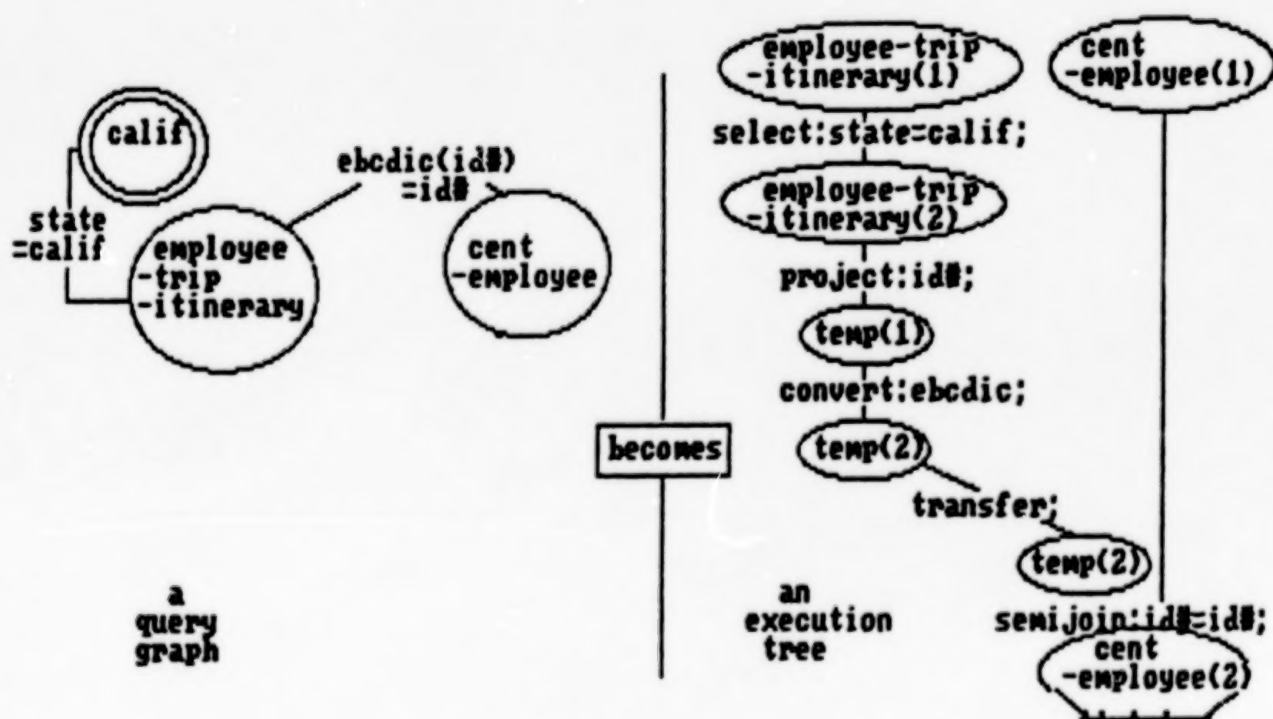 calif
state
=calif
employee
-trip
-itinerary
ebcdic(id#)
=id#
cent
-employee
a
query
graph
becomes
employee-trip
-itinerary(1)
select:state=calif;
employee-trip
-itinerary(2)
project:id#;
temp(1)
convert:ebcdic;
temp(2)
transfer;
temp(2)
cent
-employee(1)
semijoin:id#=id#;
cent
-employee(2)
an
execution
tree